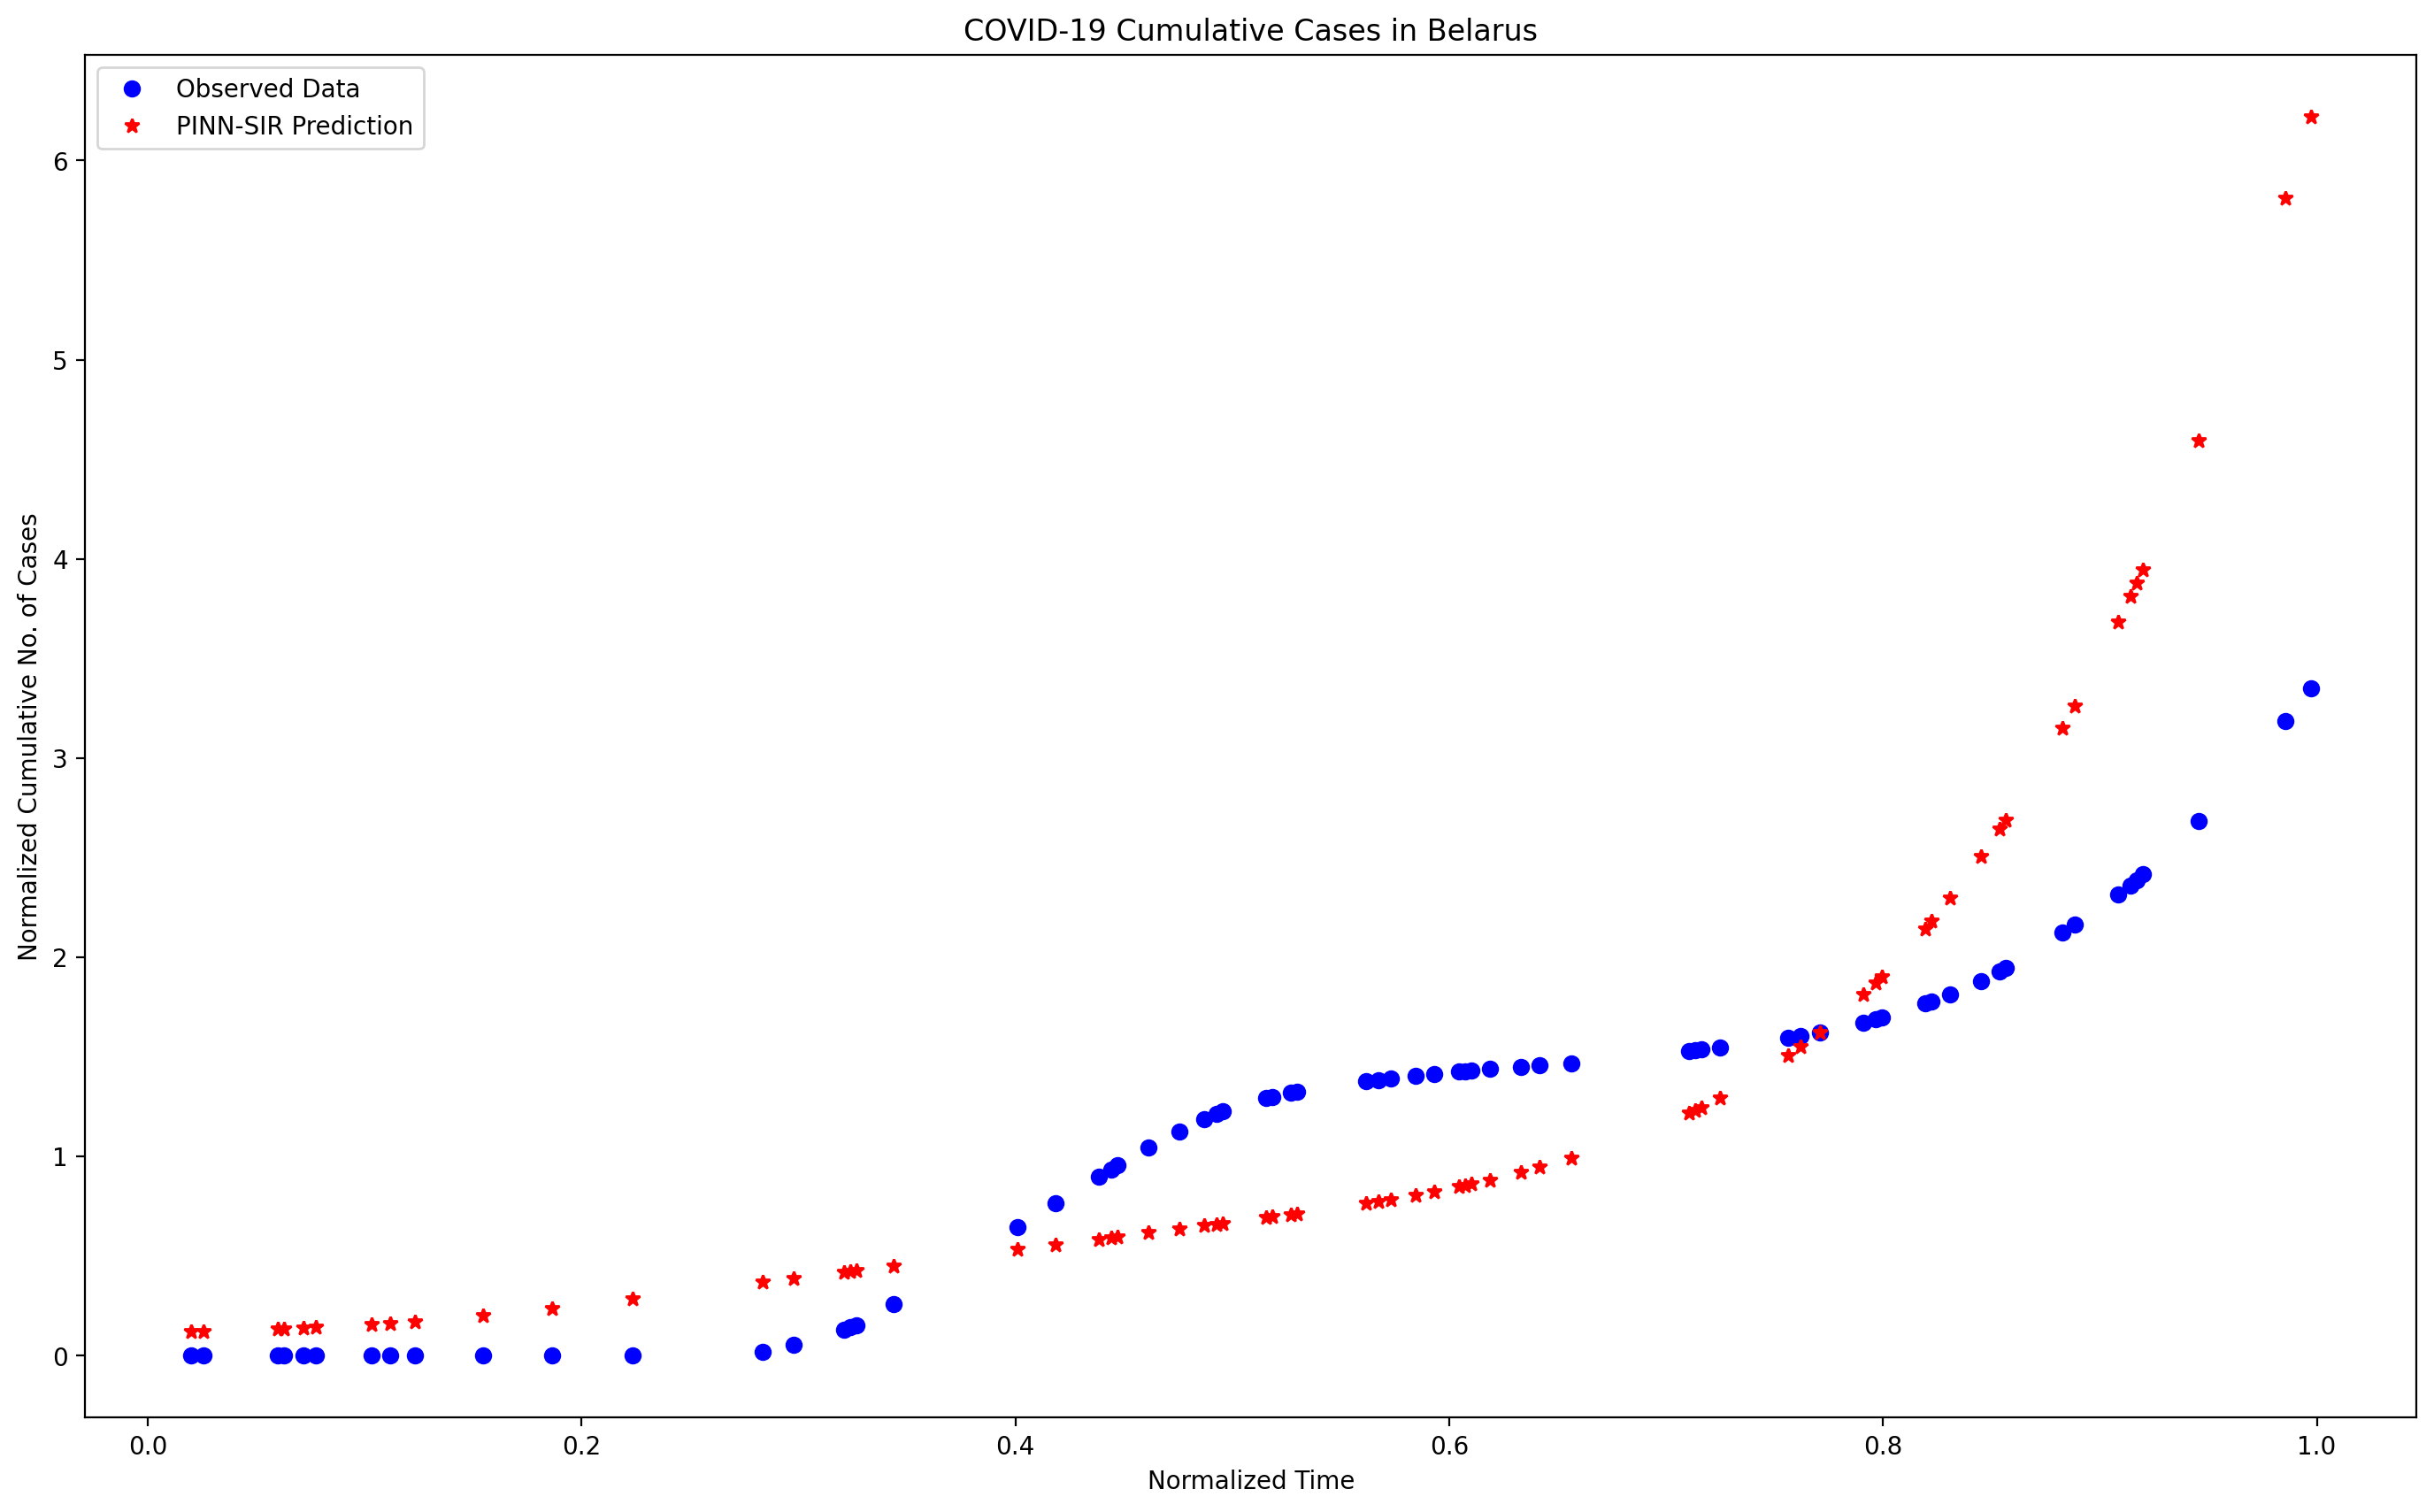 COVID-19 Cumulative Cases in Belarus
Observed Data
PINN-SIR Prediction
Normalized Cumulative No. of Cases
6
5
4
3
2
1
0
0.0 0.2 0.4 0.6 0.8 1.0
Normalized Time